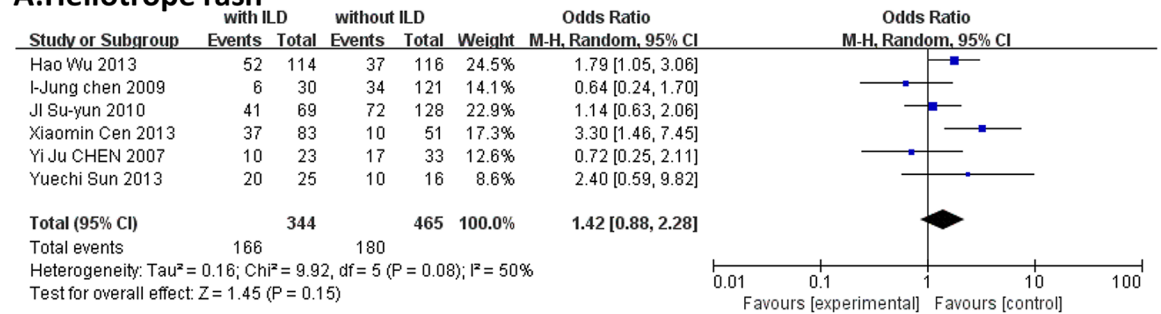 A.Heliotrope rash
with ILD without ILD Odds Ratio Odds Ratio
Study or Subgroup Events Total Events Total Weight M-H, Random, 95% CI M-H, Random, 95% CI
Hao Wu 2013 52 114 37 116 24.5% 1.79 [1.05, 3.06]
I-Jung chen 2009 6 30 34 121 14.1% 0.64 [0.24, 1.70]
JI Su-yun 2010 41 69 72 128 22.9% 1.14 [0.63, 2.06]
Xiaomin Cen 2013 37 83 10 51 17.3% 3.30 [1.46, 7.45]
Yi Ju CHEN 2007 10 23 17 33 12.6% 0.72 [0.25, 2.11]
Yuechi Sun 2013 20 25 10 16 8.6% 2.40 [0.59, 9.82]
Total (95% CI) 344 465 100.0% 1.42 [0.88, 2.28]
Total events 166 180
Heterogeneity: Tau² = 0.16; Chi² = 9.92, df = 5 (P = 0.08); I² = 50%
Test for overall effect: Z = 1.45 (P = 0.15)
0.01 0.1 1 10 100
Favours [experimental] Favours [control]